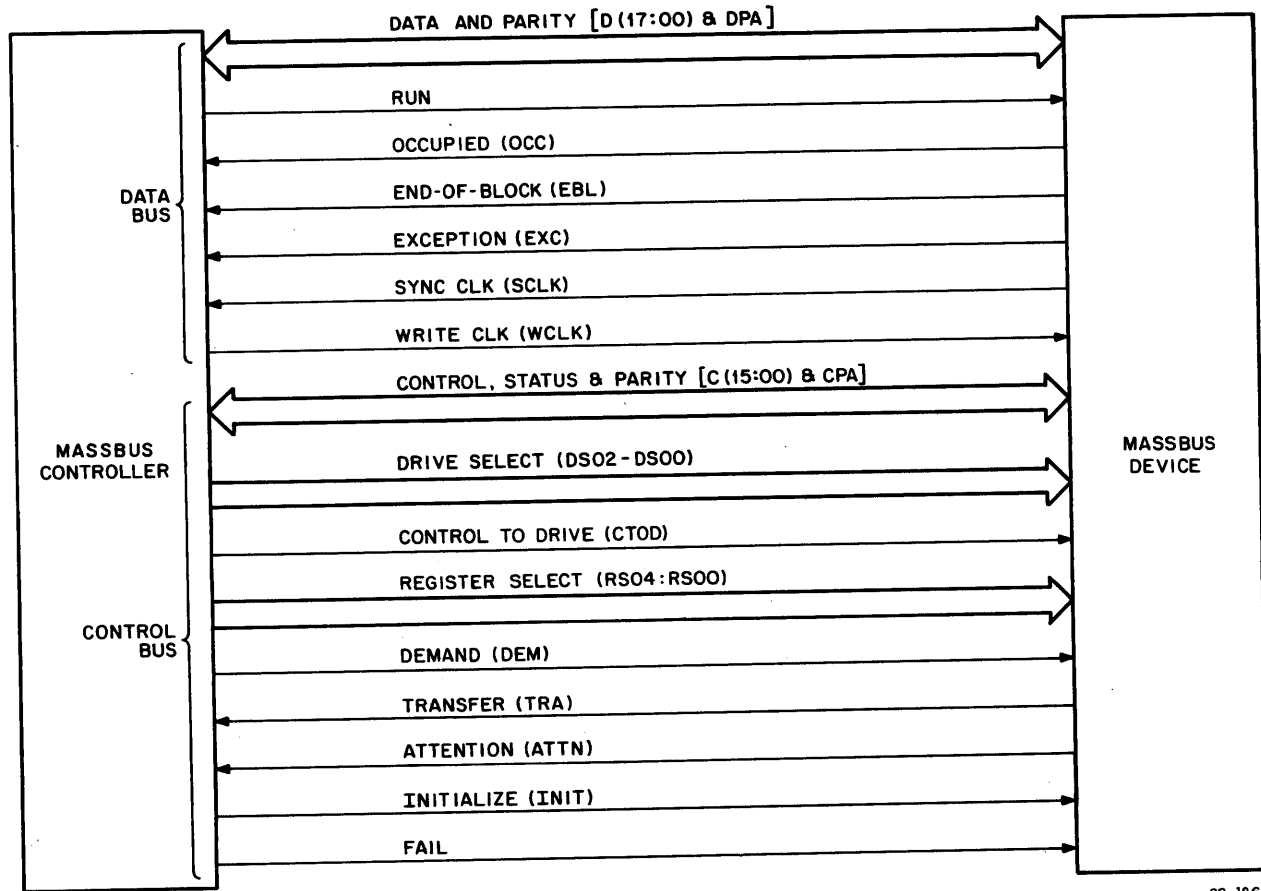 DATA AND PARITY [D(17:00) & DPA]
RUN
OCCUPIED (OCC)
END-OF-BLOCK (EBL)
EXCEPTION (EXC)
SYNC CLK (SCLK)
WRITE CLK (WCLK)
DATA
BUS
CONTROL, STATUS & PARITY [C(15:00) & CPA]
MASSBUS
CONTROLLER
DRIVE SELECT (DS02-DS00)
CONTROL TO DRIVE (CTOD)
REGISTER SELECT (RS04:RS00)
DEMAND (DEM)
TRANSFER (TRA)
ATTENTION (ATTN)
INITIALIZE (INIT)
FAIL
CONTROL
BUS
MASSBUS
DEVICE